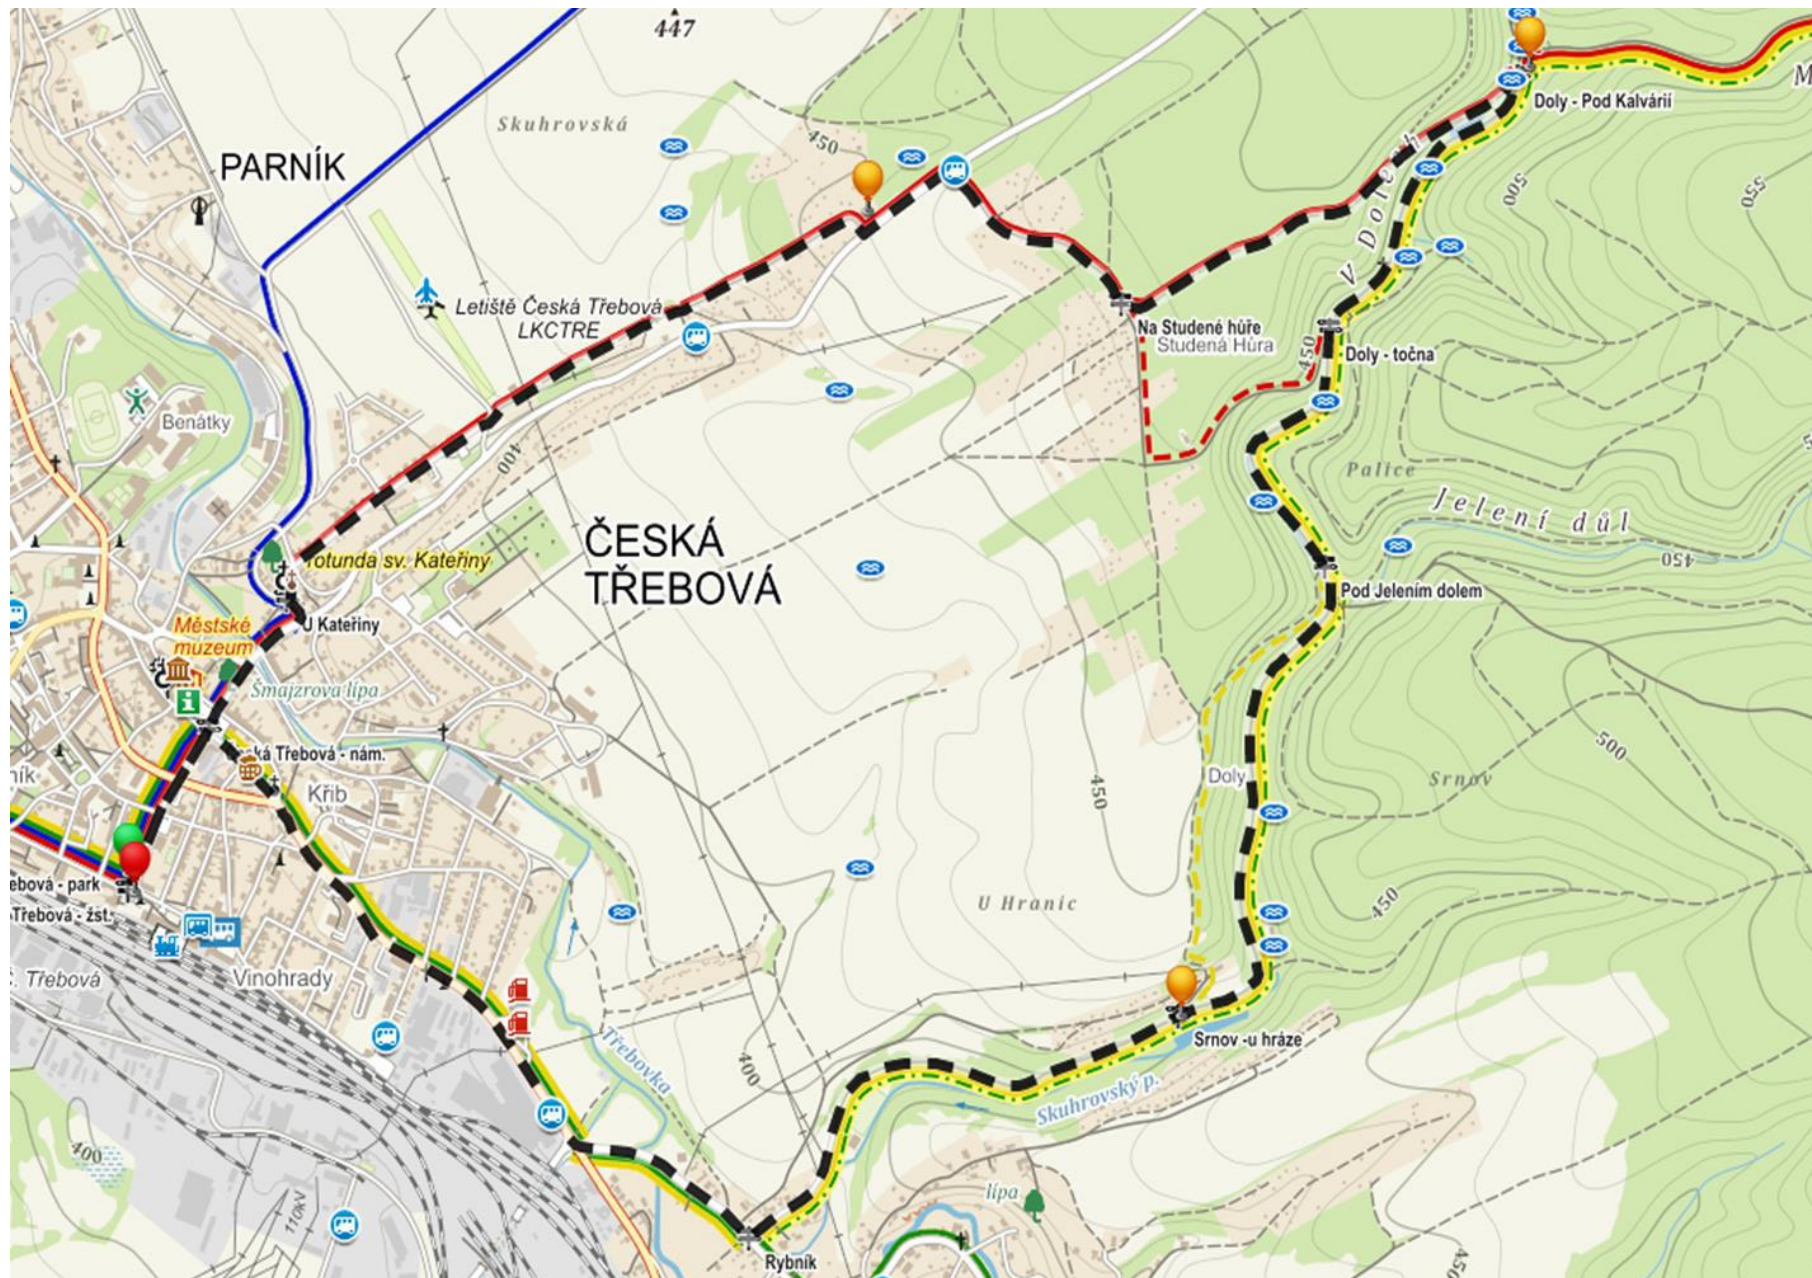 447
Skuhrovská
450
PARNÍK
Doly - Pod Kalvárií
M
V Dolech
500
550
Letiště Česká Třebová
LKCTRE
Na Studené hůře
Studená Hůra
450
Doly - točna
Benátky
400
Palice
Jelení důl
450
ČESKÁ
TŘEBOVÁ
rotunda sv. Kateřiny
Pod Jelením dolem
U Kateřiny
Městské
muzeum
Šmajzrova lípa
ká Třebová - nám.
ník
Křib
450
Doly
Srnov
500
ebová - park
Třebová - žst.
U Hranic
450
Vinohrady
. Třebová
Srnov -u hráze
Třebovka
400
Skuhrovský p.
400
110kV
lípa
Rybník
450